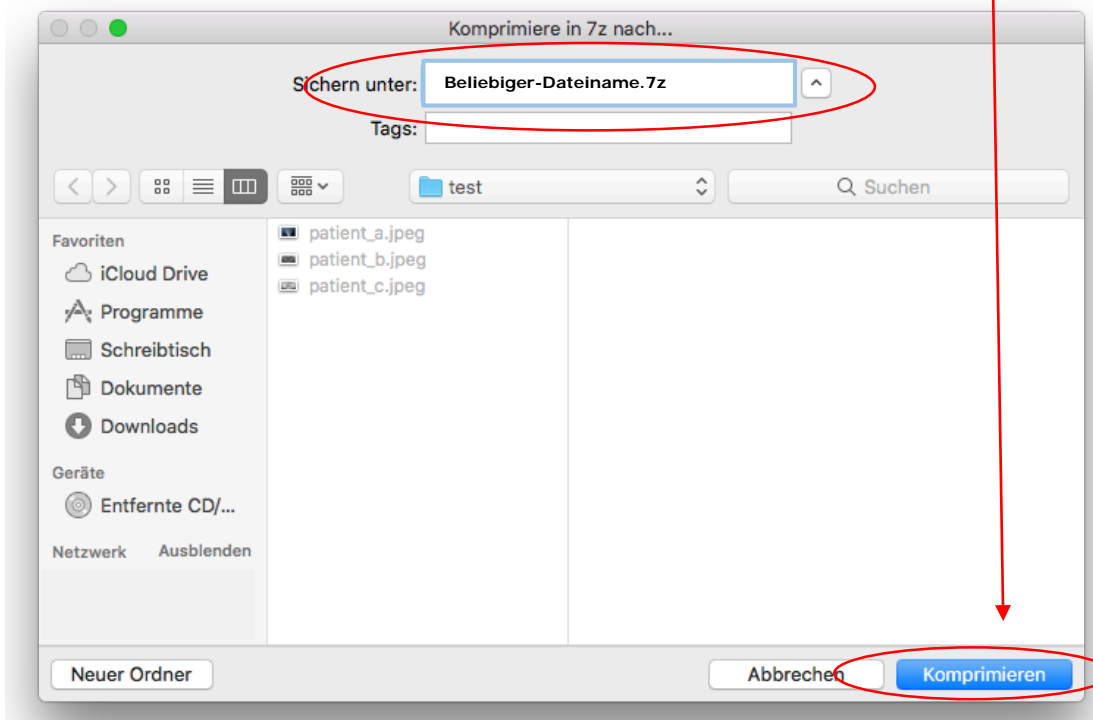 Komprimiere in 7z nach...
Sichern unter: Beliebiger-Dateiname.7z
Tags:
test
Suchen
Favoriten
iCloud Drive
Programme
Schreibtisch
Dokumente
Downloads
Geräte
Entfernte CD/...
Netzwerk Ausblenden
patient_a.jpeg
patient_b.jpeg
patient_c.jpeg
Neuer Ordner
Abbrechen
Komprimieren